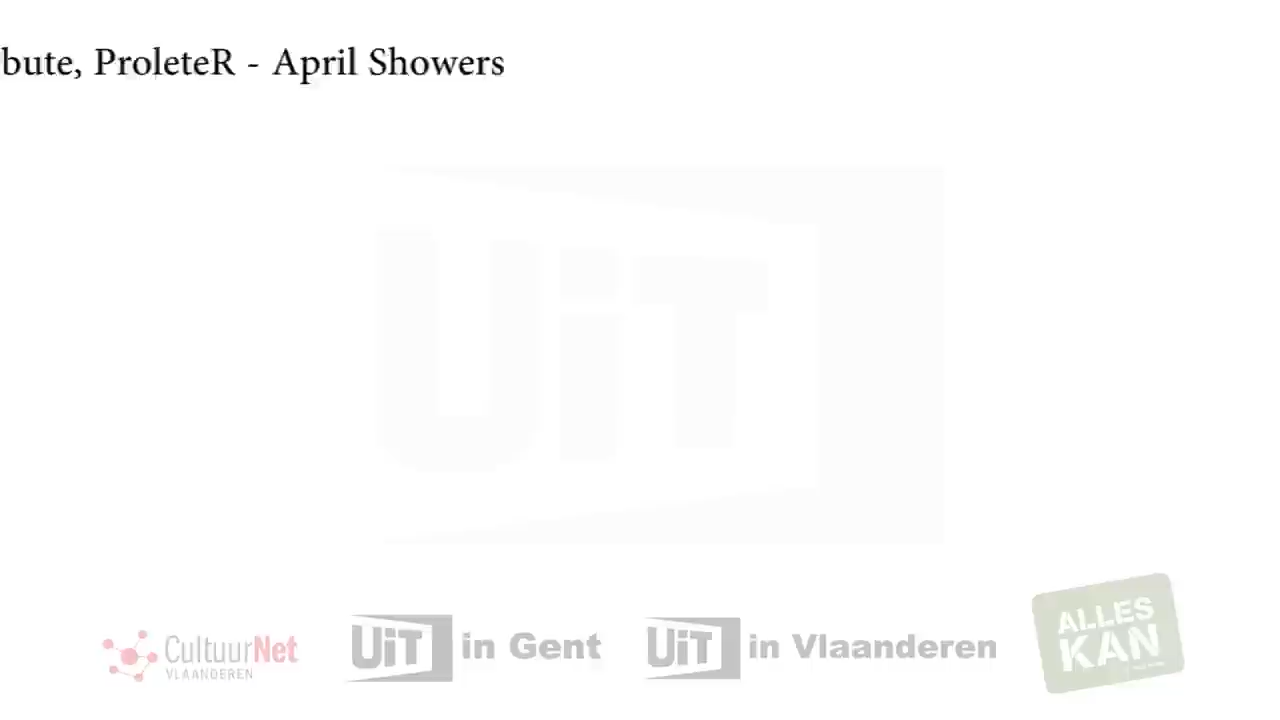 bute, ProleteR - April Showers
UiT
CultuurNet
VLAANDEREN
UiT in Gent
UiT in Vlaanderen
ALLES
KAN